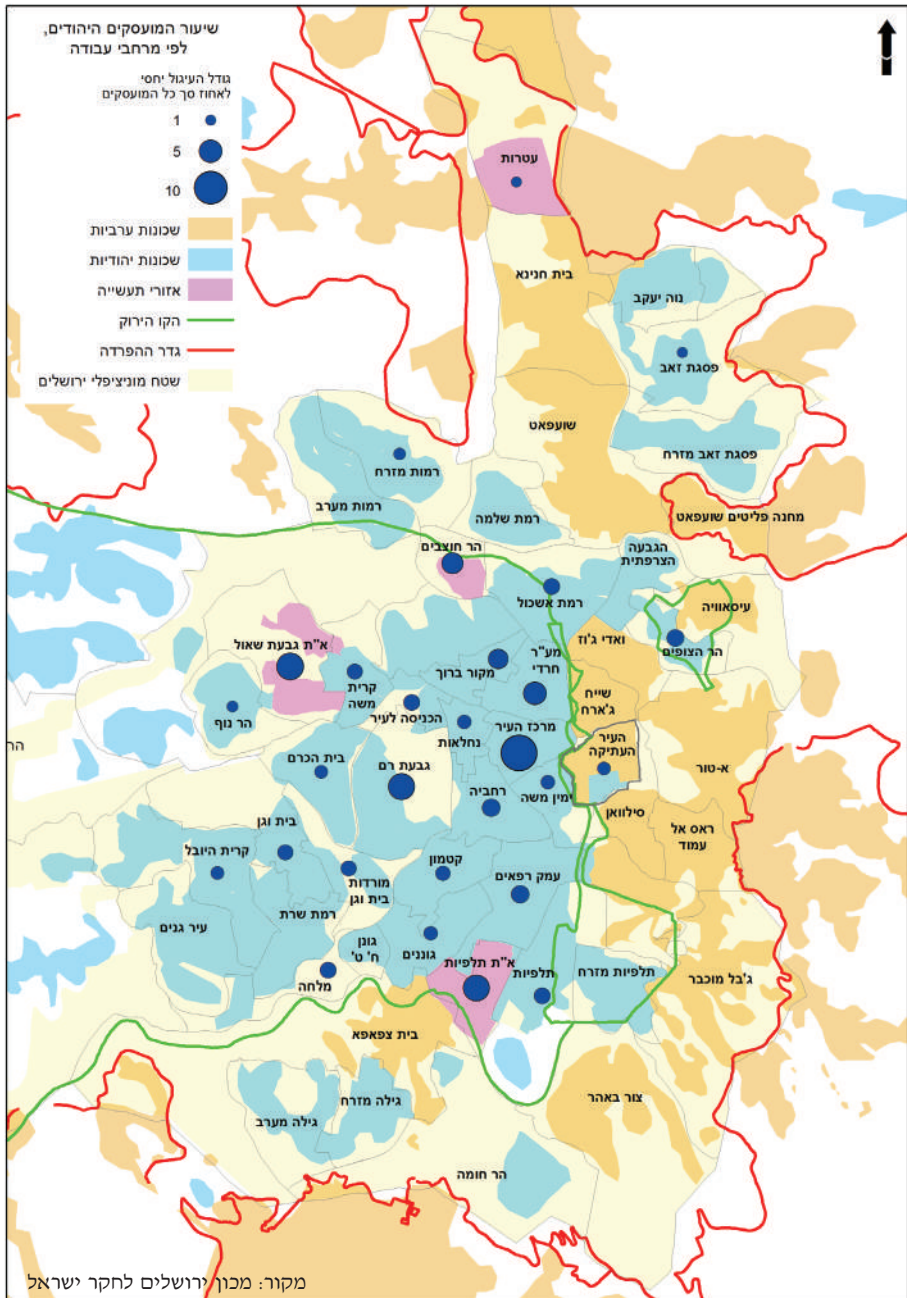 שיעור המועסקים היהודים,
לפי מרחבי עבודה
גודל העיגול יחסי
לאחוז סך כל המועסקים
1
5
10
שכונות ערביות
שכונות יהודיות
אזורי תעשייה
הקו הירוק
גדר ההפרדה
שטח מוניציפלי ירושלים
עטרות
בית חנינא
נוה יעקב
פסגת זאב
שועפאט
פסגת זאב מזרח
רמות מזרח
רמות מערב
רמת שלמה
מחנה פליטים שועפאט
הר חוצבים
הגבעה
הצרפתית
רמת אשכול
עיסאוויה
ואדי ג'וז
הר הצופים
א"ת גבעת שאול
קרית
משה
מקור ברוך
מע"ר
חרדי
שייח
ג'ארח
הר נוף
הכניסה לעיר
נחלאות
מרכז העיר
העיר
העתיקה
א-טור
בית הכרם
גבעת רם
רחביה
ימין משה
סילוואן
ראס אל
עמוד
בית וגן
קרית היובל
מורדות
בית וגן
קטמון
עמק רפאים
עיר גנים
רמת שרת
גונן
ח' ט'
גוננים
מלחה
א"ת תלפיות
תלפיות
תלפיות מזרח
ג'בל מוכבר
בית צפאפא
צור באהר
גילה מזרח
גילה מערב
הר חומה
הר
מקור: מכון ירושלים לחקר ישראל